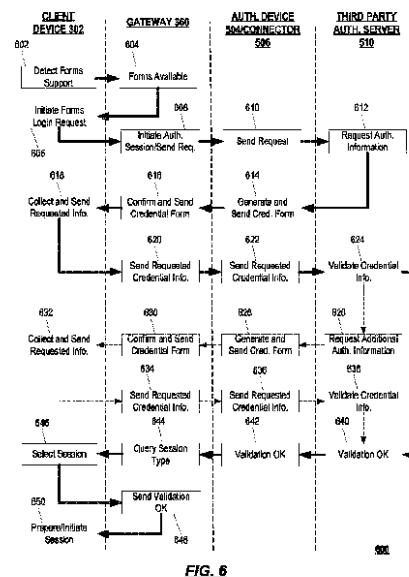 CLIENT
DEVICE 302
GATEWAY 360
AUTH. DEVICE
504/CONNECTOR
506
THIRD PARTY
AUTH. SERVER
510
602
Detect Forms
Support
604
Forms Available
Initiate Forms
Login Request
606
608
Initiate Auth.
Session/Send Req.
610
Send Request
612
Request Auth.
Information
618
Collect and Send
Requested Info.
616
Confirm and Send
Credential Form
614
Generate and
Send Cred. Form
620
Send Requested
Credential Info.
622
Send Requested
Credential Info.
624
Validate Credential
Info.
632
Collect and Send
Requested Info.
630
Confirm and Send
Credential Form
628
Generate and
Send Cred. Form
626
Request Additional
Auth. Information
634
Send Requested
Credential Info.
636
Send Requested
Credential Info.
638
Validate Credential
Info.
646
Select Session
644
Query Session
Type
642
Validation OK
640
Validation OK
650
Prepare/Initiate
Session
Send Validation
OK
648
600
FIG. 6